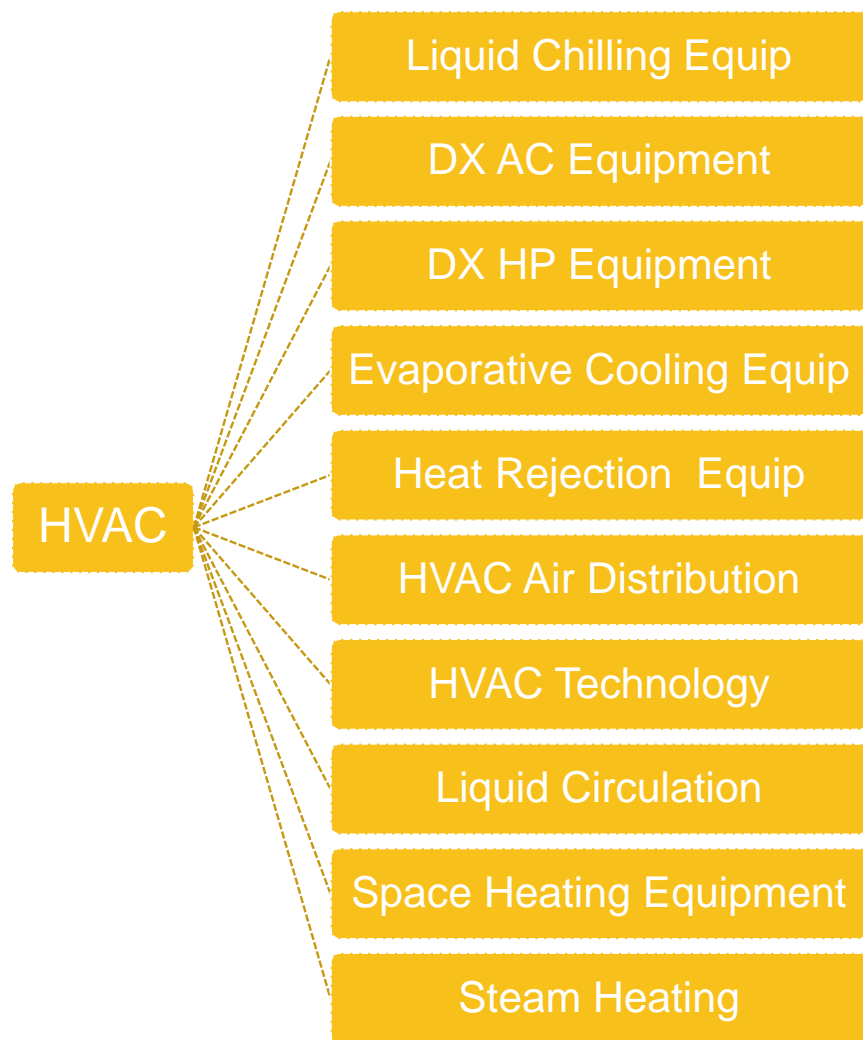 Liquid Chilling Equip
DX AC Equipment
DX HP Equipment
Evaporative Cooling Equip
Heat Rejection  Equip
HVAC
HVAC Air Distribution
HVAC Technology
Liquid Circulation
Space Heating Equipment
Steam Heating